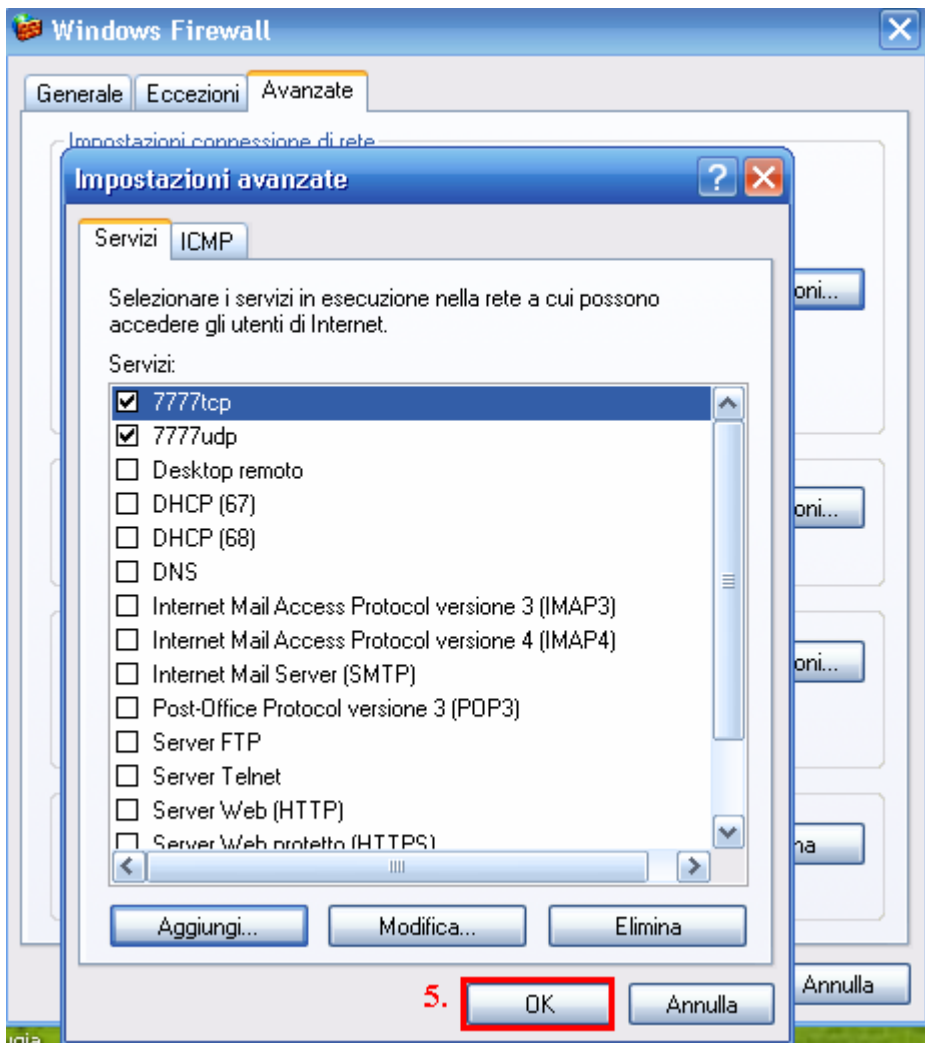 Windows Firewall
Generale Eccezioni Avanzate
Impostazioni connessione di rete
Impostazioni avanzate
Servizi ICMP
Selezionare i servizi in esecuzione nella rete a cui possono
accedere gli utenti di Internet.
Servizi:
7777tcp
7777udp
Desktop remoto
DHCP (67)
DHCP (68)
DNS
Internet Mail Access Protocol versione 3 (IMAP3)
Internet Mail Access Protocol versione 4 (IMAP4)
Internet Mail Server (SMTP)
Post-Office Protocol versione 3 (POP3)
Server FTP
Server Telnet
Server Web (HTTP)
Server Web protetto (HTTPS)
oni...
oni...
oni...
na
Aggiungi... Modifica... Elimina
5. OK Annulla
Annulla